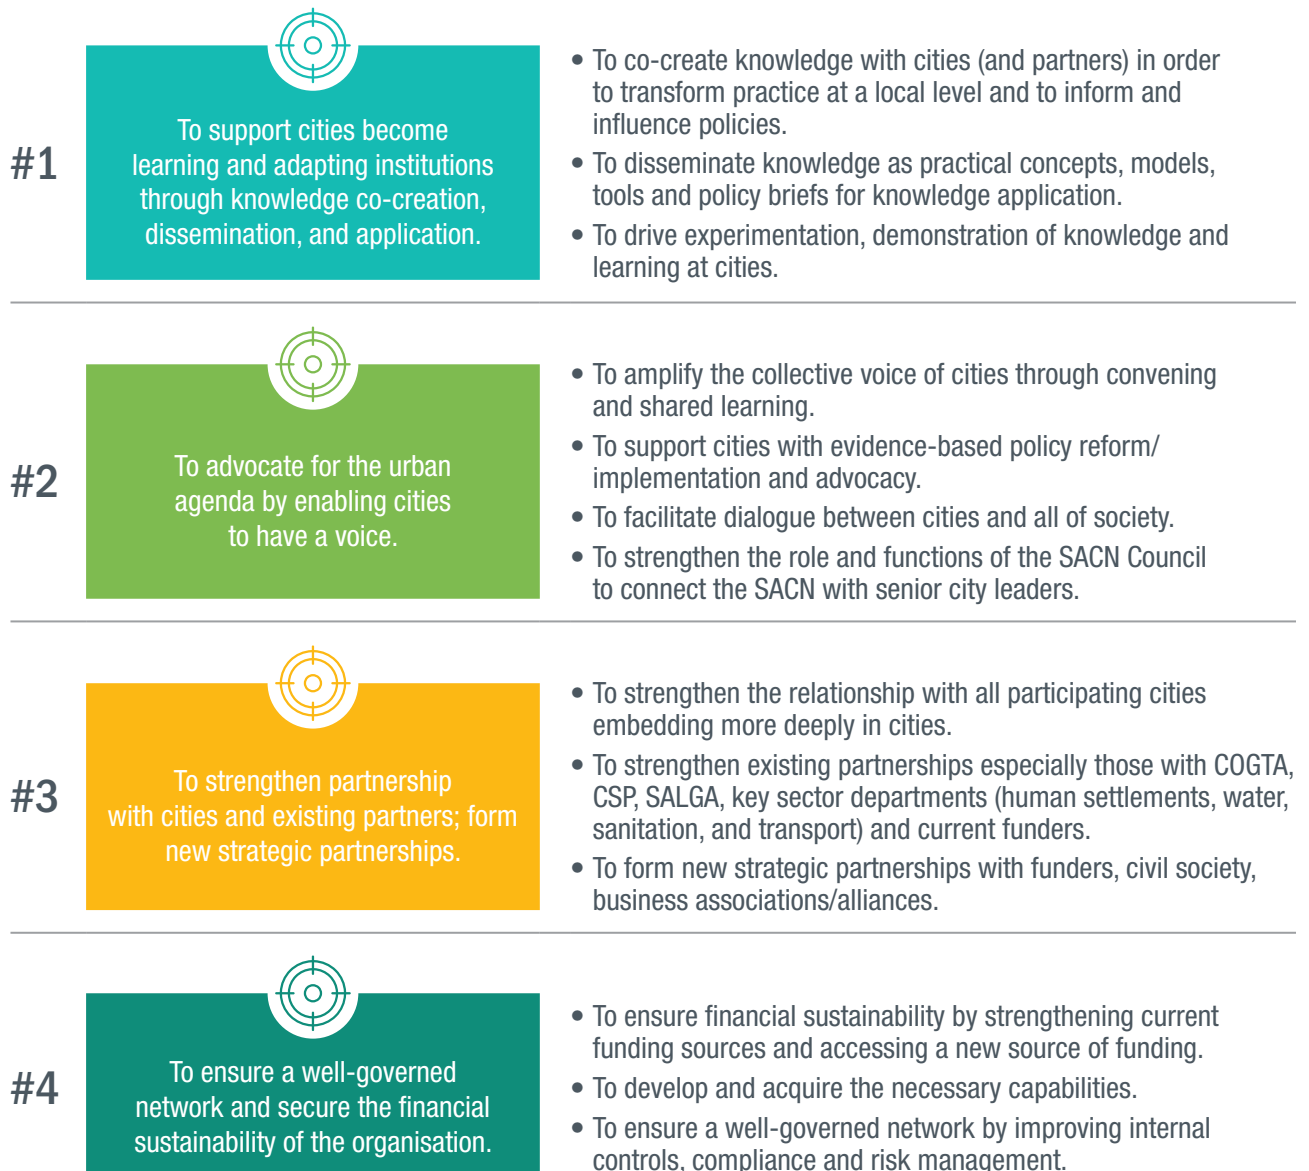 #1
To support cities become
learning and adapting institutions
through knowledge co-creation,
dissemination, and application.
• To co-create knowledge with cities (and partners) in order
to transform practice at a local level and to inform and
influence policies.
• To disseminate knowledge as practical concepts, models,
tools and policy briefs for knowledge application.
• To drive experimentation, demonstration of knowledge and
learning at cities.
#2
To advocate for the urban
agenda by enabling cities
to have a voice.
• To amplify the collective voice of cities through convening
and shared learning.
• To support cities with evidence-based policy reform/
implementation and advocacy.
• To facilitate dialogue between cities and all of society.
• To strengthen the role and functions of the SACN Council
to connect the SACN with senior city leaders.
#3
To strengthen partnership
with cities and existing partners; form
new strategic partnerships.
• To strengthen the relationship with all participating cities
embedding more deeply in cities.
• To strengthen existing partnerships especially those with COGTA,
CSP, SALGA, key sector departments (human settlements, water,
sanitation, and transport) and current funders.
• To form new strategic partnerships with funders, civil society,
business associations/alliances.
#4
To ensure a well-governed
network and secure the financial
sustainability of the organisation.
• To ensure financial sustainability by strengthening current
funding sources and accessing a new source of funding.
• To develop and acquire the necessary capabilities.
• To ensure a well-governed network by improving internal
controls, compliance and risk management.